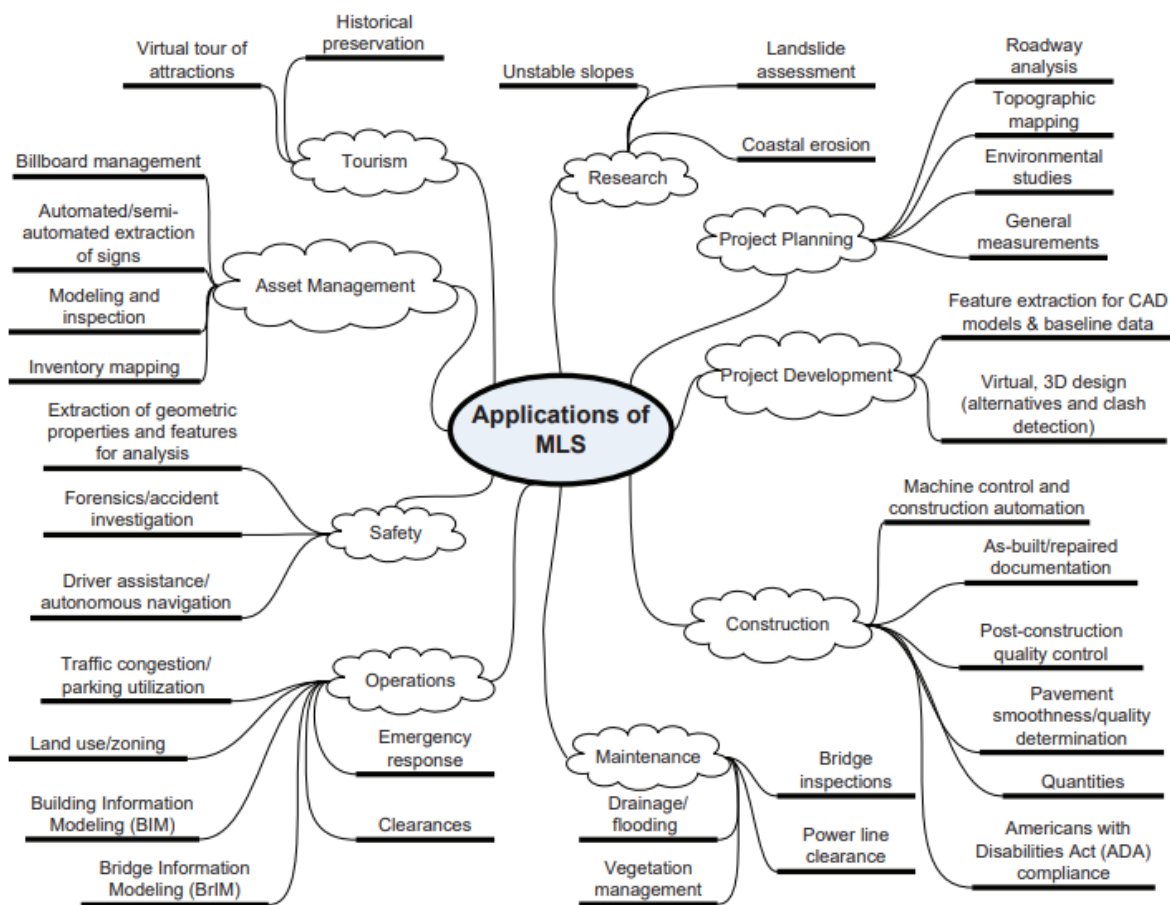 Historical
preservation
Virtual tour of
attractions
Tourism
Billboard management
Automated/semi-
automated extraction
of signs
Modeling and
inspection
Inventory mapping
Asset Management
Unstable slopes
Landslide
assessment
Coastal erosion
Research
Roadway
analysis
Topographic
mapping
Environmental
studies
General
measurements
Project Planning
Feature extraction for CAD
models & baseline data
Virtual, 3D design
(alternatives and clash
detection)
Project Development
Applications of
MLS
Extraction of geometric
properties and features
for analysis
Forensics/accident
investigation
Driver assistance/
autonomous navigation
Safety
Machine control and
construction automation
As-built/repaired
documentation
Post-construction
quality control
Pavement
smoothness/quality
determination
Quantities
Americans with
Disabilities Act (ADA)
compliance
Construction
Traffic congestion/
parking utilization
Land use/zoning
Building Information
Modeling (BIM)
Bridge Information
Modeling (BrIM)
Operations
Emergency
response
Clearances
Maintenance
Drainage/
flooding
Vegetation
management
Bridge
inspections
Power line
clearance